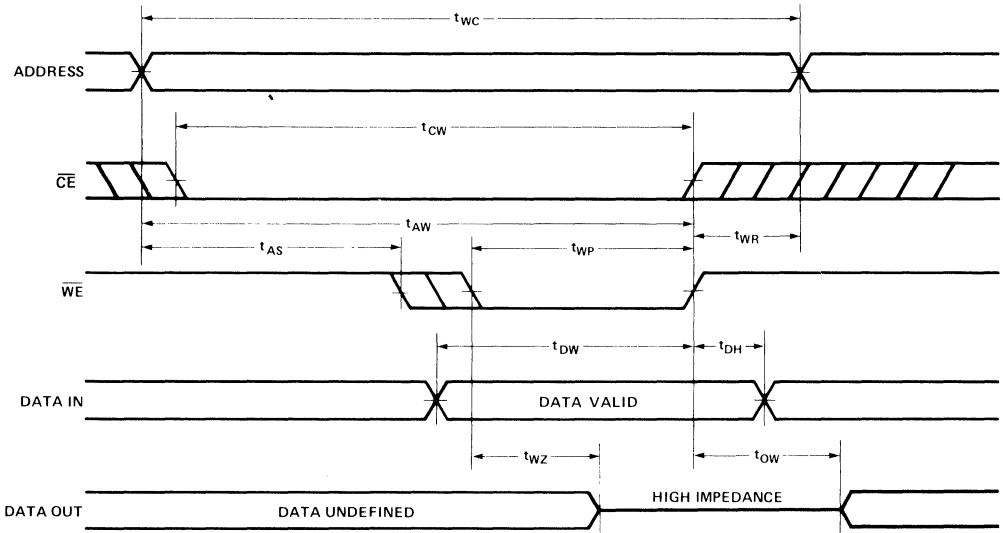 tWC
ADDRESS
tCW
CE
tAW
tWR
tAS
tWP
WE
tDW
tDH
DATA IN
DATA VALID
tWZ
tOW
HIGH IMPEDANCE
DATA OUT
DATA UNDEFINED